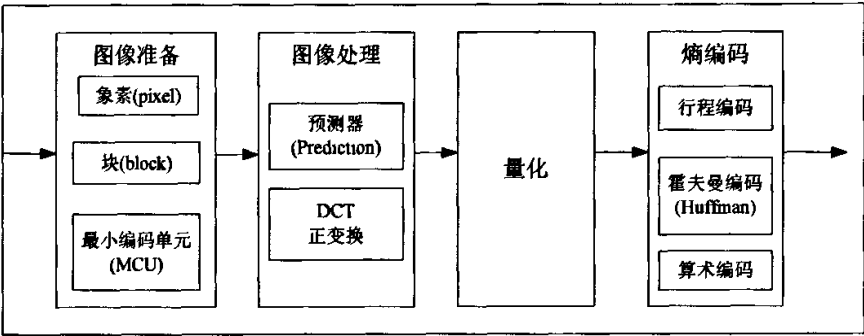 图像准备
象素(pixel)
块(block)
最小编码单元
(MCU)
图像处理
预测器
(Prediction)
DCT
正变换
量化
熵编码
行程编码
霍夫曼编码
(Huffman)
算术编码